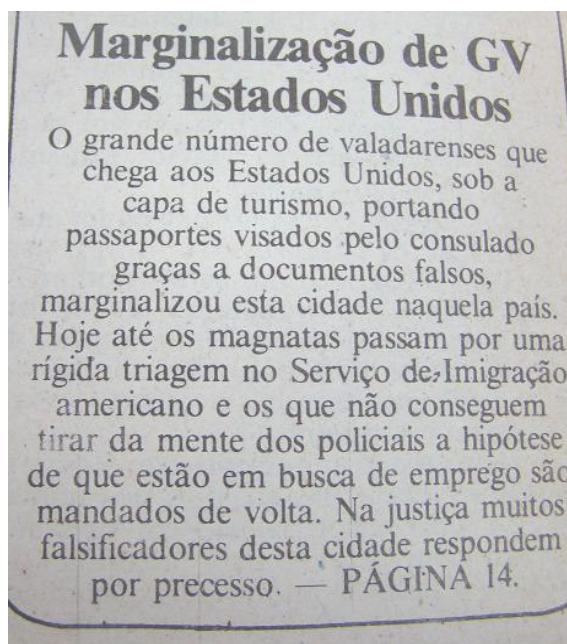 Marginalização de GV
nos Estados Unidos
O grande número de valadarenses que
chega aos Estados Unidos, sob a
capa de turismo, portando
passaportes visados pelo consulado
graças a documentos falsos,
marginalizou esta cidade naquela país.
Hoje até os magnatas passam por uma
rígida triagem no Serviço de Imigração
americano e os que não conseguem
tirar da mente dos policiais a hipótese
de que estão em busca de emprego são
mandados de volta. Na justiça muitos
falsificadores desta cidade respondem
por precesso. — PÁGINA 14.